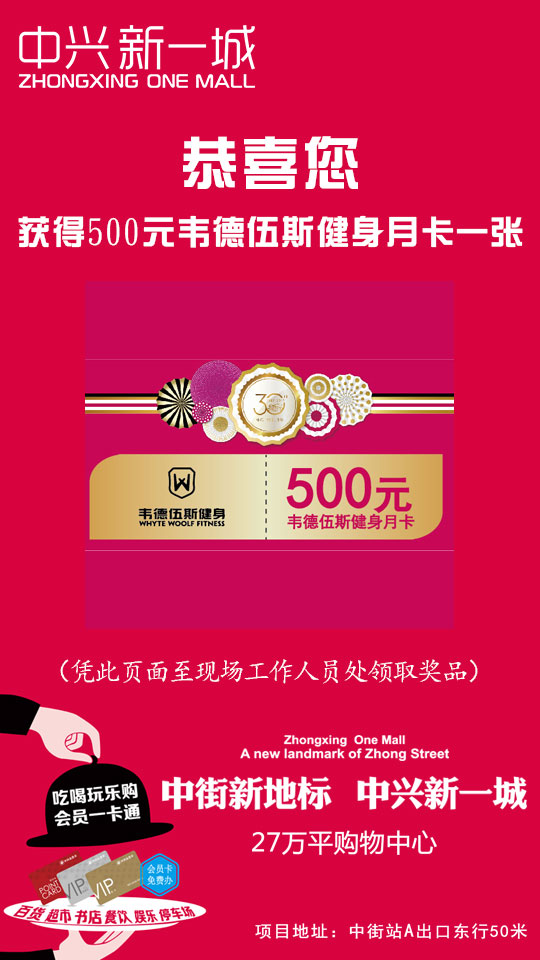 中兴新一城
ZHONGXING ONE MALL
恭喜您
获得500元韦德伍斯健身月卡一张
30
W
韦德伍斯健身
WHYTE WOOLF FITNESS
500元
韦德伍斯健身月卡
（凭此页面至现场工作人员处领取奖品）
Zhongxing One Mall
A new landmark of Zhong Street
中街新地标 中兴新一城
27万平购物中心
吃喝玩乐购
会员一卡通
POINT
CARD
VIP
VIP
会员卡
免费办
百货 超市 书店 餐饮 娱乐 停车场
项目地址：中街站A出口东行50米